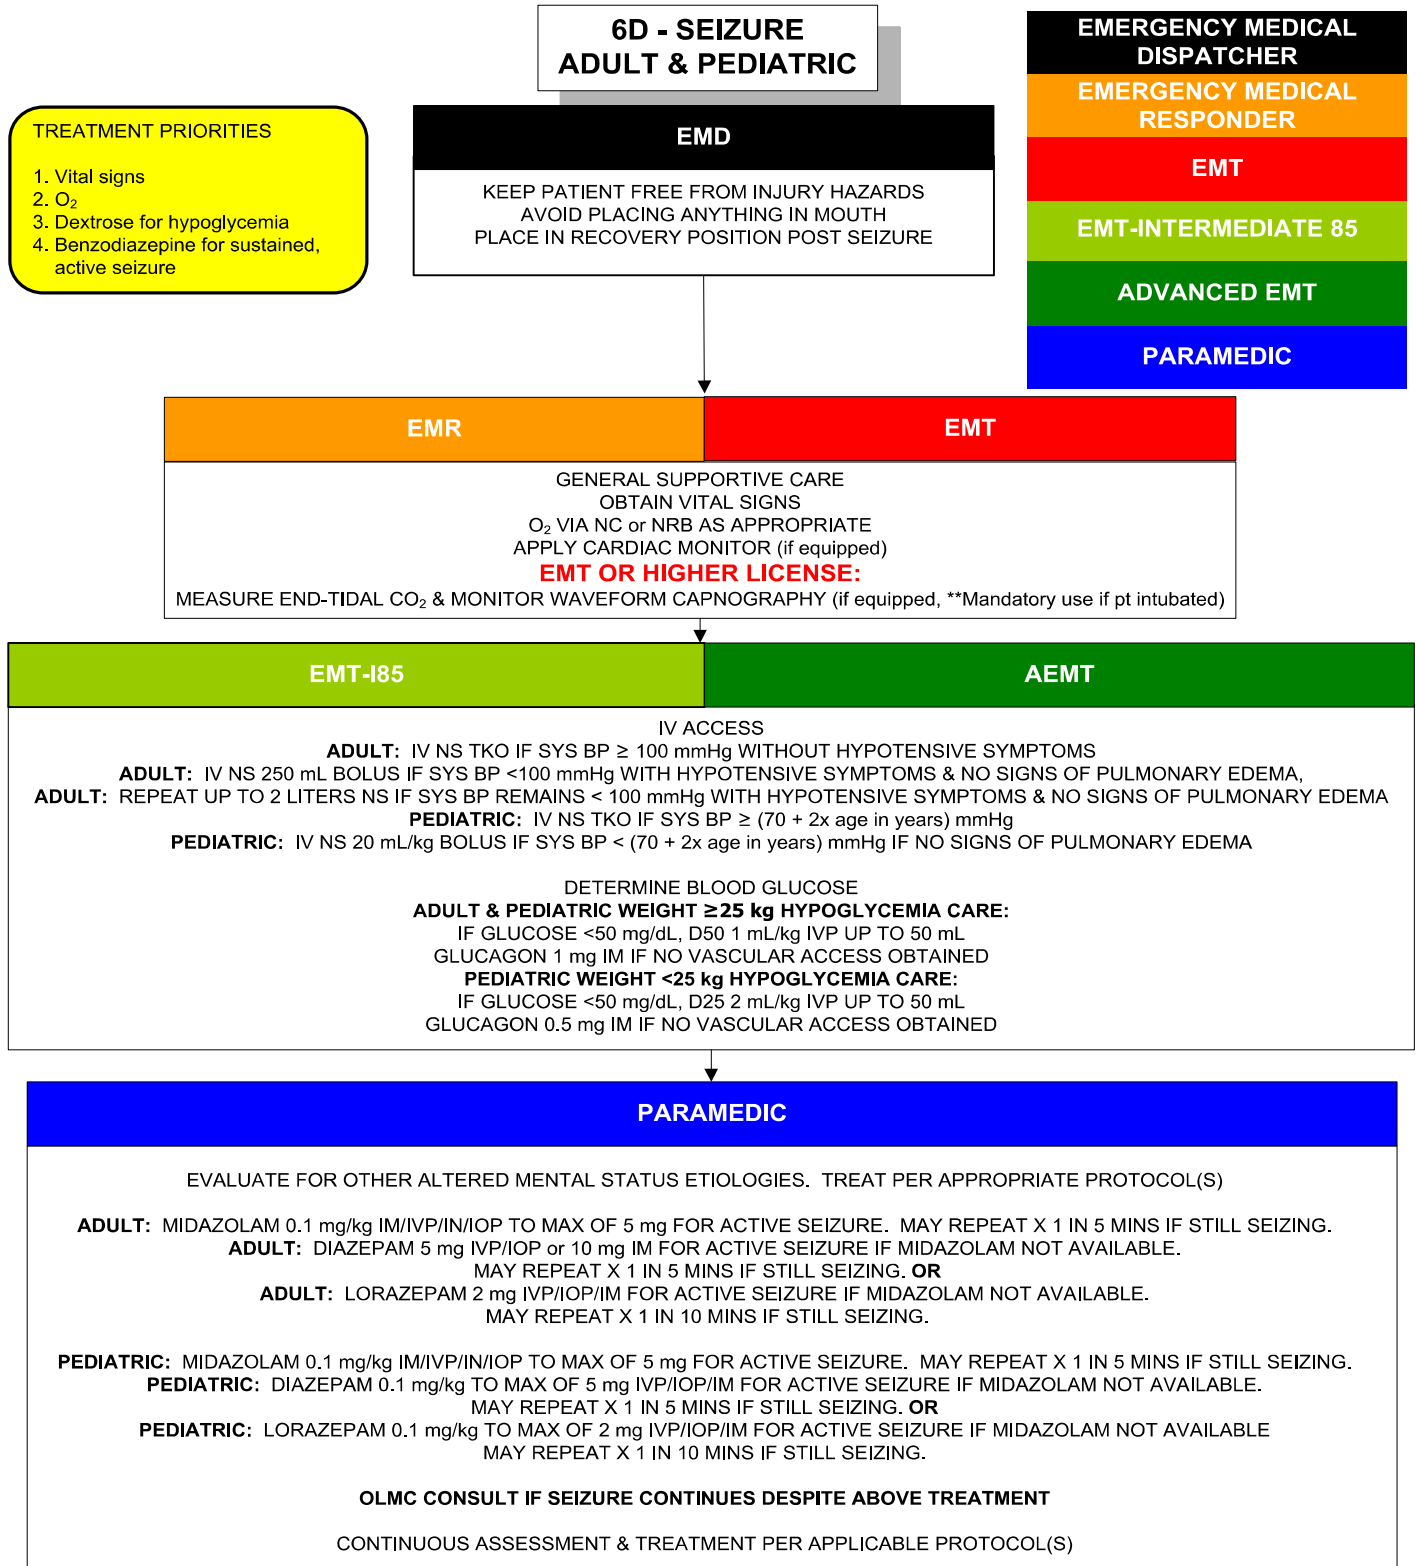 6D - SEIZURE
ADULT & PEDIATRIC
EMERGENCY MEDICAL
DISPATCHER
EMERGENCY MEDICAL
RESPONDER
EMT
EMT-INTERMEDIATE 85
ADVANCED EMT
PARAMEDIC
TREATMENT PRIORITIES
1. Vital signs
2. O₂
3. Dextrose for hypoglycemia
4. Benzodiazepine for sustained,
active seizure
EMD
KEEP PATIENT FREE FROM INJURY HAZARDS
AVOID PLACING ANYTHING IN MOUTH
PLACE IN RECOVERY POSITION POST SEIZURE
EMR
EMT
GENERAL SUPPORTIVE CARE
OBTAIN VITAL SIGNS
O₂ VIA NC or NRB AS APPROPRIATE
APPLY CARDIAC MONITOR (if equipped)
EMT OR HIGHER LICENSE:
MEASURE END-TIDAL CO₂ & MONITOR WAVEFORM CAPNOGRAPHY (if equipped, **Mandatory use if pt intubated)
EMT-I85
AEMT
IV ACCESS
ADULT: IV NS TKO IF SYS BP ≥ 100 mmHg WITHOUT HYPOTENSIVE SYMPTOMS
ADULT: IV NS 250 mL BOLUS IF SYS BP <100 mmHg WITH HYPOTENSIVE SYMPTOMS & NO SIGNS OF PULMONARY EDEMA,
ADULT: REPEAT UP TO 2 LITERS NS IF SYS BP REMAINS < 100 mmHg WITH HYPOTENSIVE SYMPTOMS & NO SIGNS OF PULMONARY EDEMA
PEDIATRIC: IV NS TKO IF SYS BP ≥ (70 + 2x age in years) mmHg
PEDIATRIC: IV NS 20 mL/kg BOLUS IF SYS BP < (70 + 2x age in years) mmHg IF NO SIGNS OF PULMONARY EDEMA
DETERMINE BLOOD GLUCOSE
ADULT & PEDIATRIC WEIGHT ≥25 kg HYPOGLYCEMIA CARE:
IF GLUCOSE <50 mg/dL, D50 1 mL/kg IVP UP TO 50 mL
GLUCAGON 1 mg IM IF NO VASCULAR ACCESS OBTAINED
PEDIATRIC WEIGHT <25 kg HYPOGLYCEMIA CARE:
IF GLUCOSE <50 mg/dL, D25 2 mL/kg IVP UP TO 50 mL
GLUCAGON 0.5 mg IM IF NO VASCULAR ACCESS OBTAINED
PARAMEDIC
EVALUATE FOR OTHER ALTERED MENTAL STATUS ETIOLOGIES. TREAT PER APPROPRIATE PROTOCOL(S)
ADULT: MIDAZOLAM 0.1 mg/kg IM/IVP/IN/IOP TO MAX OF 5 mg FOR ACTIVE SEIZURE. MAY REPEAT X 1 IN 5 MINS IF STILL SEIZING.
ADULT: DIAZEPAM 5 mg IVP/IOP or 10 mg IM FOR ACTIVE SEIZURE IF MIDAZOLAM NOT AVAILABLE.
MAY REPEAT X 1 IN 5 MINS IF STILL SEIZING. OR
ADULT: LORAZEPAM 2 mg IVP/IOP/IM FOR ACTIVE SEIZURE IF MIDAZOLAM NOT AVAILABLE.
MAY REPEAT X 1 IN 10 MINS IF STILL SEIZING.
PEDIATRIC: MIDAZOLAM 0.1 mg/kg IM/IVP/IN/IOP TO MAX OF 5 mg FOR ACTIVE SEIZURE. MAY REPEAT X 1 IN 5 MINS IF STILL SEIZING.
PEDIATRIC: DIAZEPAM 0.1 mg/kg TO MAX OF 5 mg IVP/IOP/IM FOR ACTIVE SEIZURE IF MIDAZOLAM NOT AVAILABLE.
MAY REPEAT X 1 IN 5 MINS IF STILL SEIZING. OR
PEDIATRIC: LORAZEPAM 0.1 mg/kg TO MAX OF 2 mg IVP/IOP/IM FOR ACTIVE SEIZURE IF MIDAZOLAM NOT AVAILABLE
MAY REPEAT X 1 IN 10 MINS IF STILL SEIZING.
OLMC CONSULT IF SEIZURE CONTINUES DESPITE ABOVE TREATMENT
CONTINUOUS ASSESSMENT & TREATMENT PER APPLICABLE PROTOCOL(S)